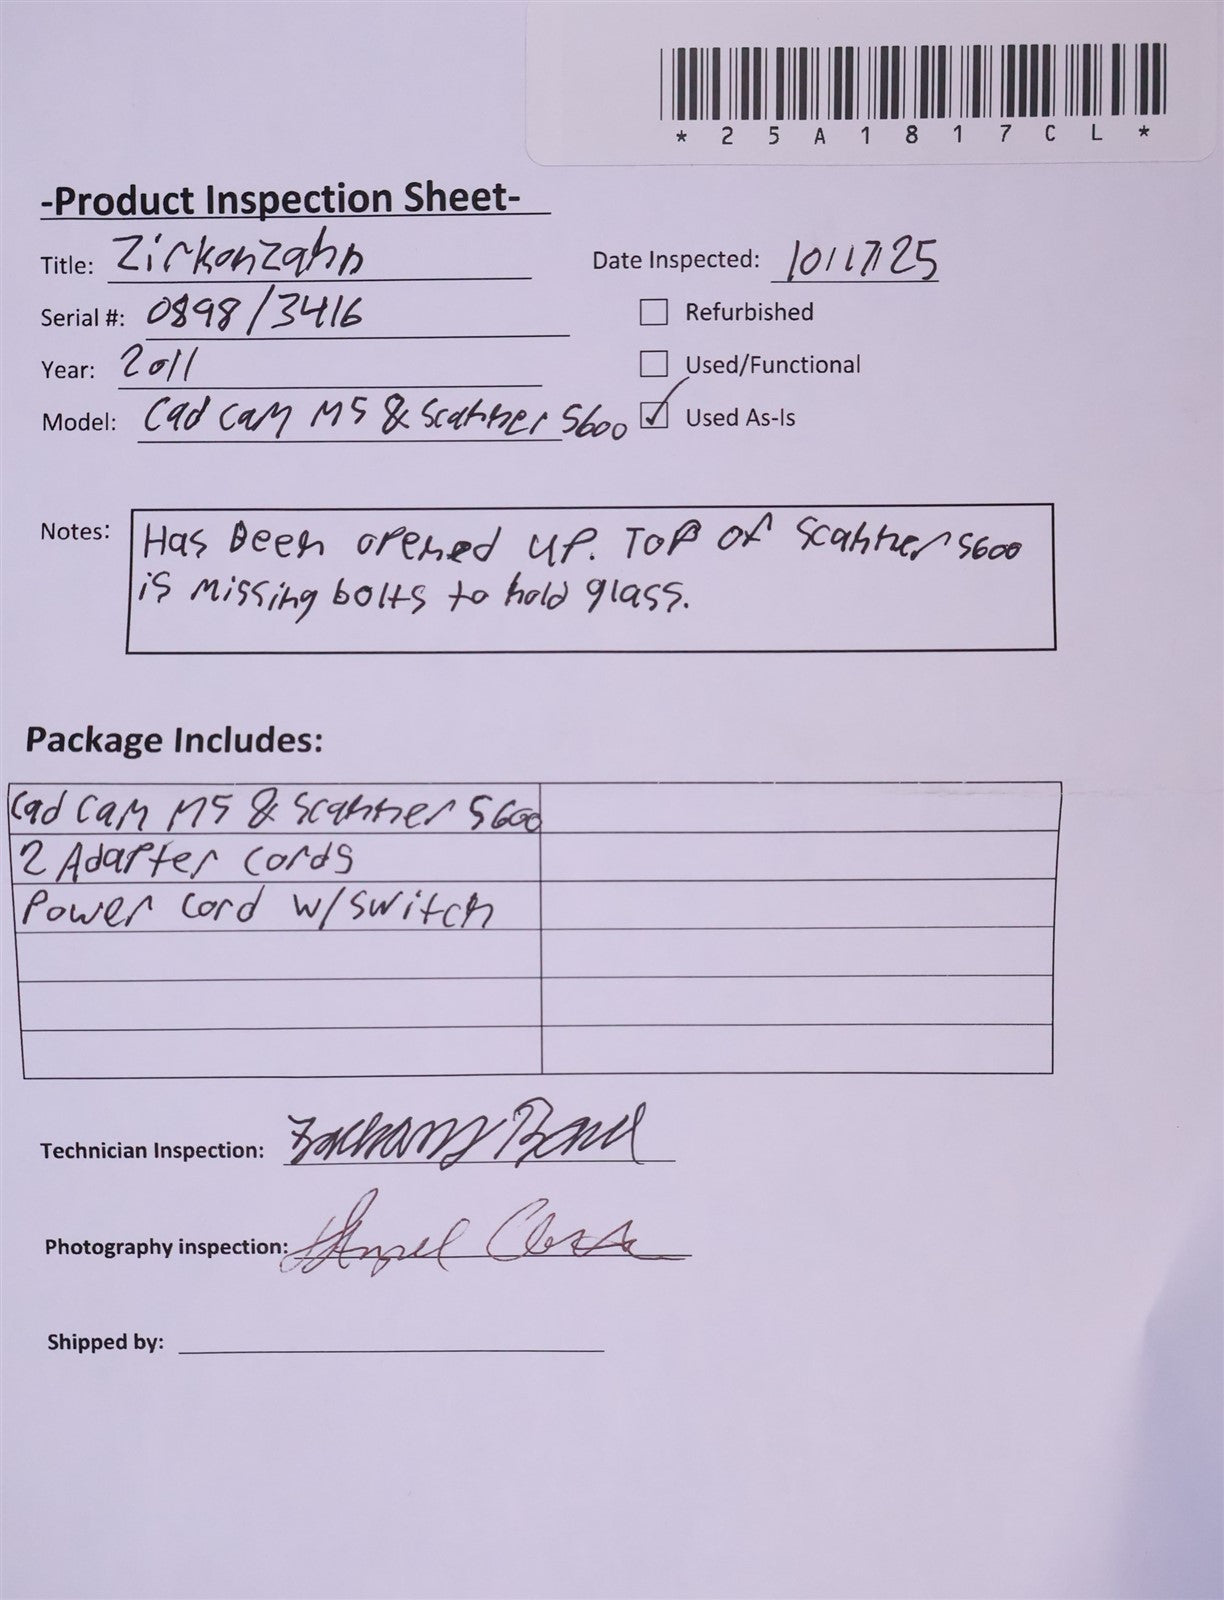 *25A1817CL*
-Product Inspection Sheet-
Title: Zirkonzahn
Date Inspected: 10/17/25
Serial #: 0898/3416
Refurbished
Year: 2011
Used/Functional
Model: Cad Cam M5 & Scanner S600
Used As-Is
Notes: Has Been opened up. Top of Scanner S600
is missing bolts to hold glass.
Package Includes:
Cad Cam M5 & Scanner S600
2 Adapter cords
Power cord w/switch
Technician Inspection: Zachary
Photography inspection:
Shipped by: